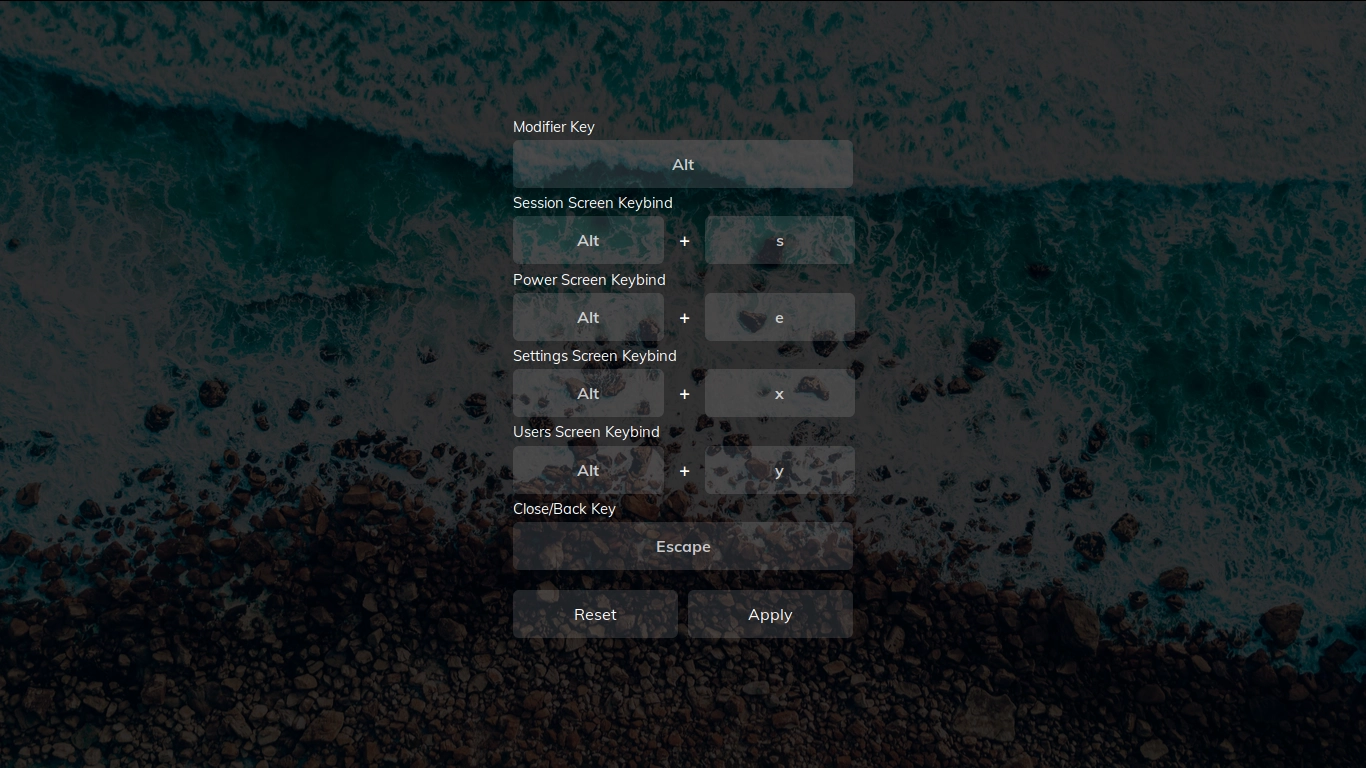 Modifier Key
Alt
Session Screen Keybind
Alt + s
Power Screen Keybind
Alt + e
Settings Screen Keybind
Alt + x
Users Screen Keybind
Alt + y
Close/Back Key
Escape
Reset Apply